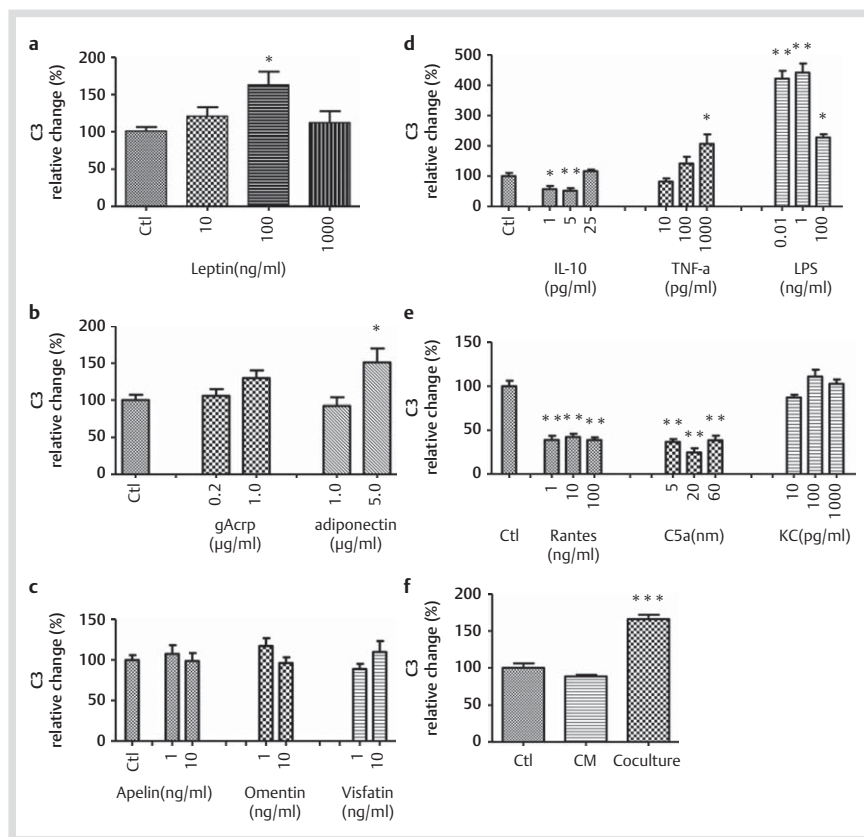 a
C3
relative change (%)
200
150
100
50
0
*
Ctl
10
100
1000
Leptin(ng/ml)
b
C3
relative change (%)
200
150
100
50
0
*
Ctl
0.2
1.0
1.0
5.0
gAcrp adiponectin
(µg/ml) (µg/ml)
c
C3
relative change (%)
150
100
50
0
Ctl
1
10
1
10
1
10
Apelin(ng/ml) Omentin Visfatin
(ng/ml) (ng/ml)
d
C3
relative change (%)
500
400
300
200
100
0
* ** * ** ** *
Ctl
1
5
25
10
100
1000
0.01
1
100
IL-10 TNF-a LPS
(pg/ml) (pg/ml) (ng/ml)
e
C3
relative change (%)
150
100
50
0
** ** ** ** ** **
1
10
100
5
20
60
10
100
1000
Ctl Rantes C5a(nm) KC(pg/ml)
(ng/ml)
f
C3
relative change (%)
200
150
100
50
0
***
Ctl CM Coculture